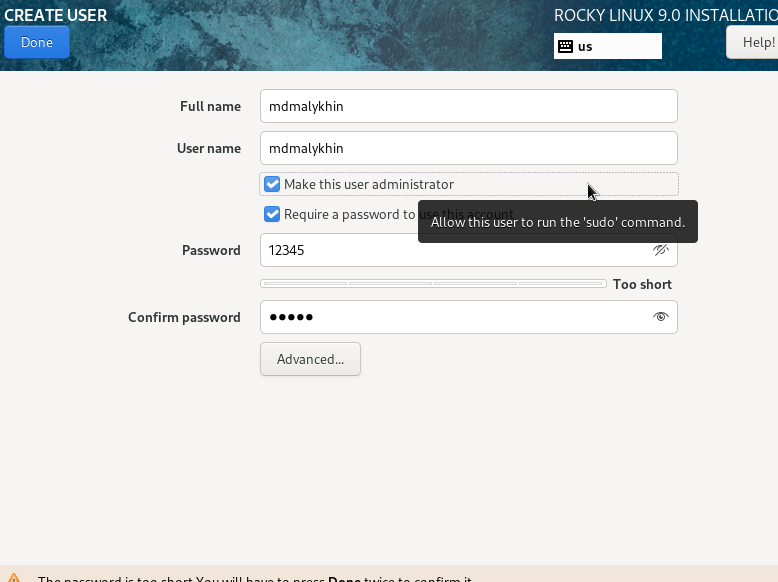 CREATE USER
ROCKY LINUX 9.0 INSTALLATIO
Done
us
Help!
Full name
mdmalykhin
User name
mdmalykhin
Make this user administrator
Require a password to use this account
Allow this user to run the 'sudo' command.
Password
12345
Too short
Confirm password
●●●●●
Advanced...
The password is too short You will have to press Done twice to confirm it